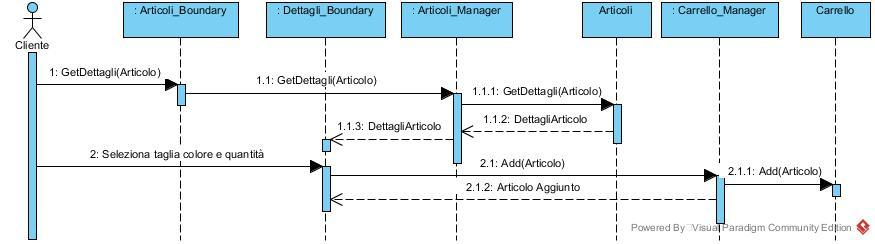 : Articoli_Boundary
: Dettagli_Boundary
: Articoli_Manager
Articoli
: Carrello_Manager
Carrello
Cliente
1: GetDettagli(Articolo)
1.1: GetDettagli(Articolo)
1.1.1: GetDettagli(Articolo)
1.1.2: DettagliArticolo
1.1.3: DettagliArticolo
2: Seleziona taglia colore e quantità
2.1: Add(Articolo)
2.1.1: Add(Articolo)
2.1.2: Articolo Aggiunto
Powered By Visual Paradigm Community Edition